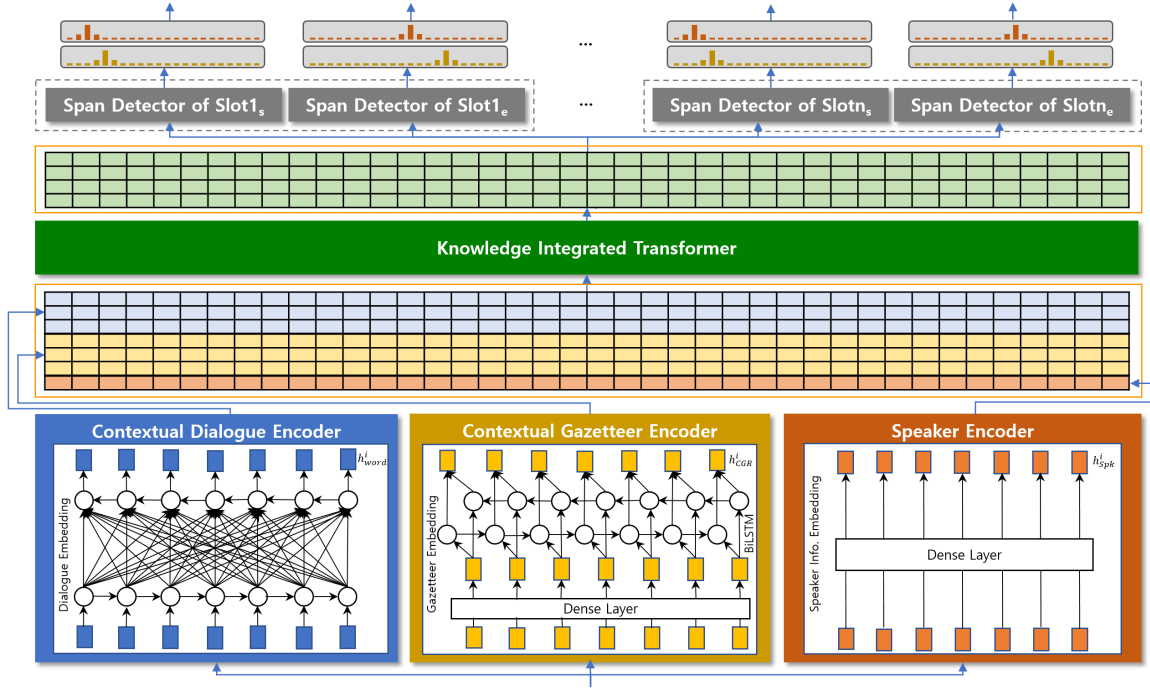 ...
Span Detector of Slot1s
Span Detector of Slot1e
...
Span Detector of Slotns
Span Detector of Slotne
Knowledge Integrated Transformer
Contextual Dialogue Encoder
Dialogue Embedding
h^i_word
Contextual Gazetteer Encoder
Gazetteer Embedding
h^i_CGR
BiLSTM
Dense Layer
Speaker Encoder
Speaker Info. Embedding
h^i_Spk
Dense Layer